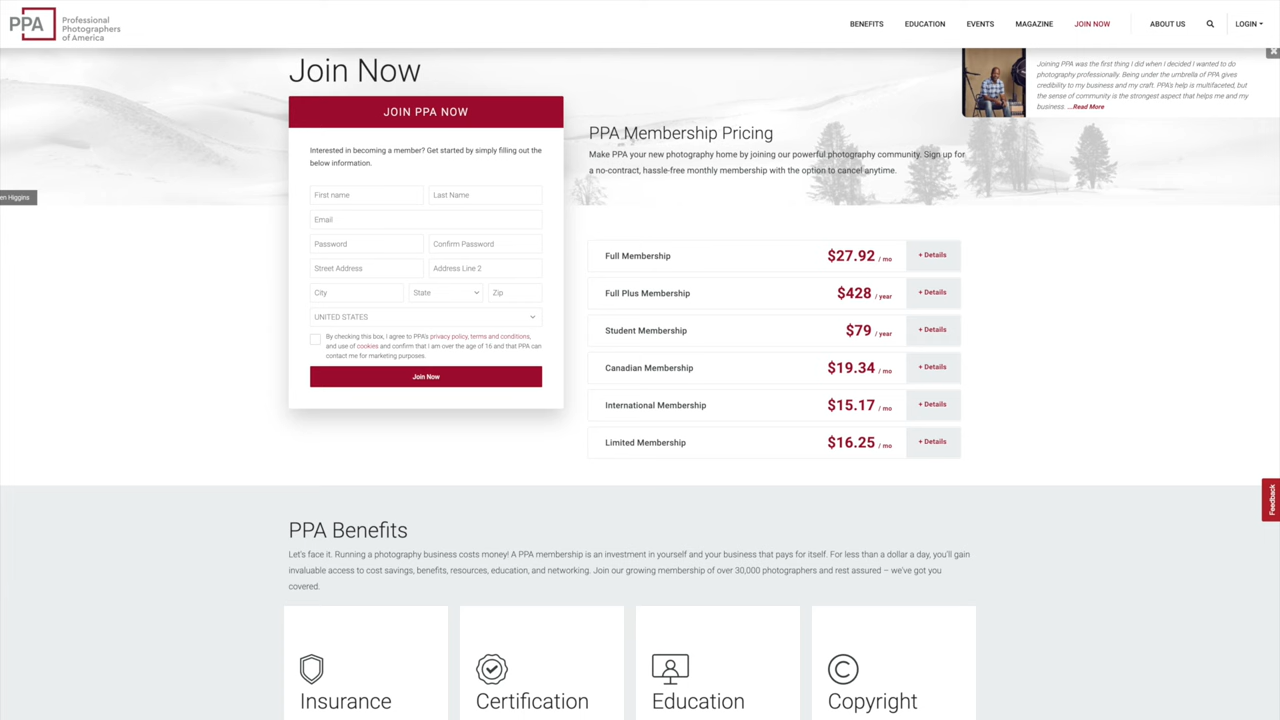 PPA Professional
Photographers
of America
BENEFITS EDUCATION EVENTS MAGAZINE JOIN NOW ABOUT US LOGIN
Join Now
Joining PPA was the first thing I did when I decided I wanted to do
photography professionally. Being under the umbrella of PPA gives
credibility to my business and my craft. PPA's help is multifaceted, but
the sense of community is the strongest aspect that helps me and my
business. ...Read More
en Higgins
JOIN PPA NOW
Interested in becoming a member? Get started by simply filling out the
below information.
First name Last Name
Email
Password Confirm Password
Street Address Address Line 2
City State Zip
UNITED STATES
By checking this box, I agree to PPA's privacy policy, terms and conditions,
and use of cookies and confirm that I am over the age of 16 and that PPA can
contact me for marketing purposes.
Join Now
PPA Membership Pricing
Make PPA your new photography home by joining our powerful photography community. Sign up for
a no-contract, hassle-free monthly membership with the option to cancel anytime.
Full Membership $27.92 / mo + Details
Full Plus Membership $428 / year + Details
Student Membership $79 / year + Details
Canadian Membership $19.34 / mo + Details
International Membership $15.17 / mo + Details
Limited Membership $16.25 / mo + Details
Feedback
PPA Benefits
Let's face it. Running a photography business costs money! A PPA membership is an investment in yourself and your business that pays for itself. For less than a dollar a day, you'll gain
invaluable access to cost savings, benefits, resources, education, and networking. Join our growing membership of over 30,000 photographers and rest assured – we've got you
covered.
Insurance Certification Education Copyright